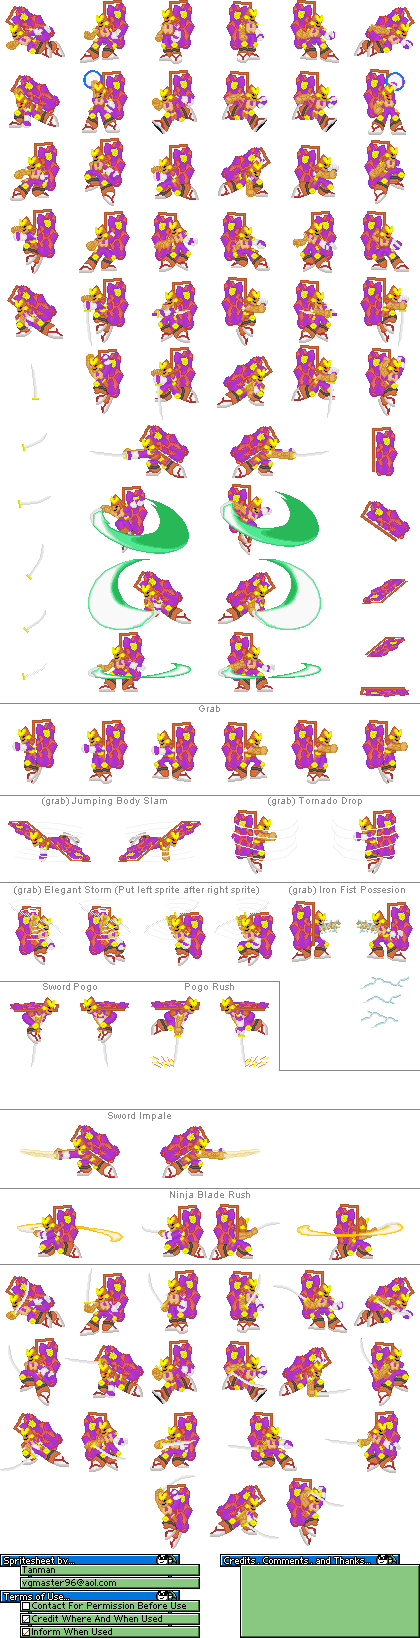 Grab
(grab) Jumping Body Slam
(grab) Tornado Drop
(grab) Elegant Storm (Put left sprite after right sprite)
(grab) Iron Fist Possesion
Sword Pogo
Pogo Rush
Sword Impale
Ninja Blade Rush
Spritesheet by...
Credits, Comments, and Thanks...
Tanman
vgmaster96@aol.com
Terms of Use...
Contact For Permission Before Use
Credit Where And When Used
Inform When Used